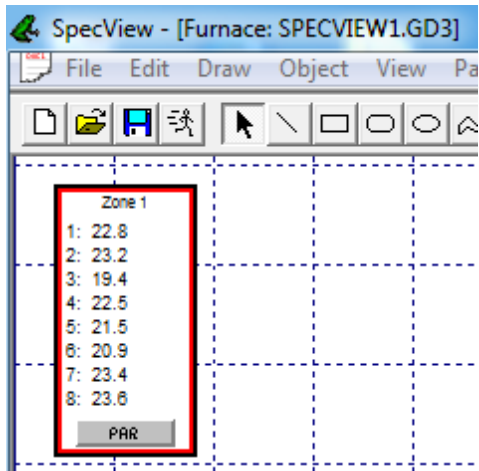 SpecView - [Furnace: SPECVIEW1.GD3]
File Edit Draw Object View Pa
Zone 1
1: 22.8
2: 23.2
3: 19.4
4: 22.5
5: 21.5
6: 20.9
7: 23.4
8: 23.6
PAR